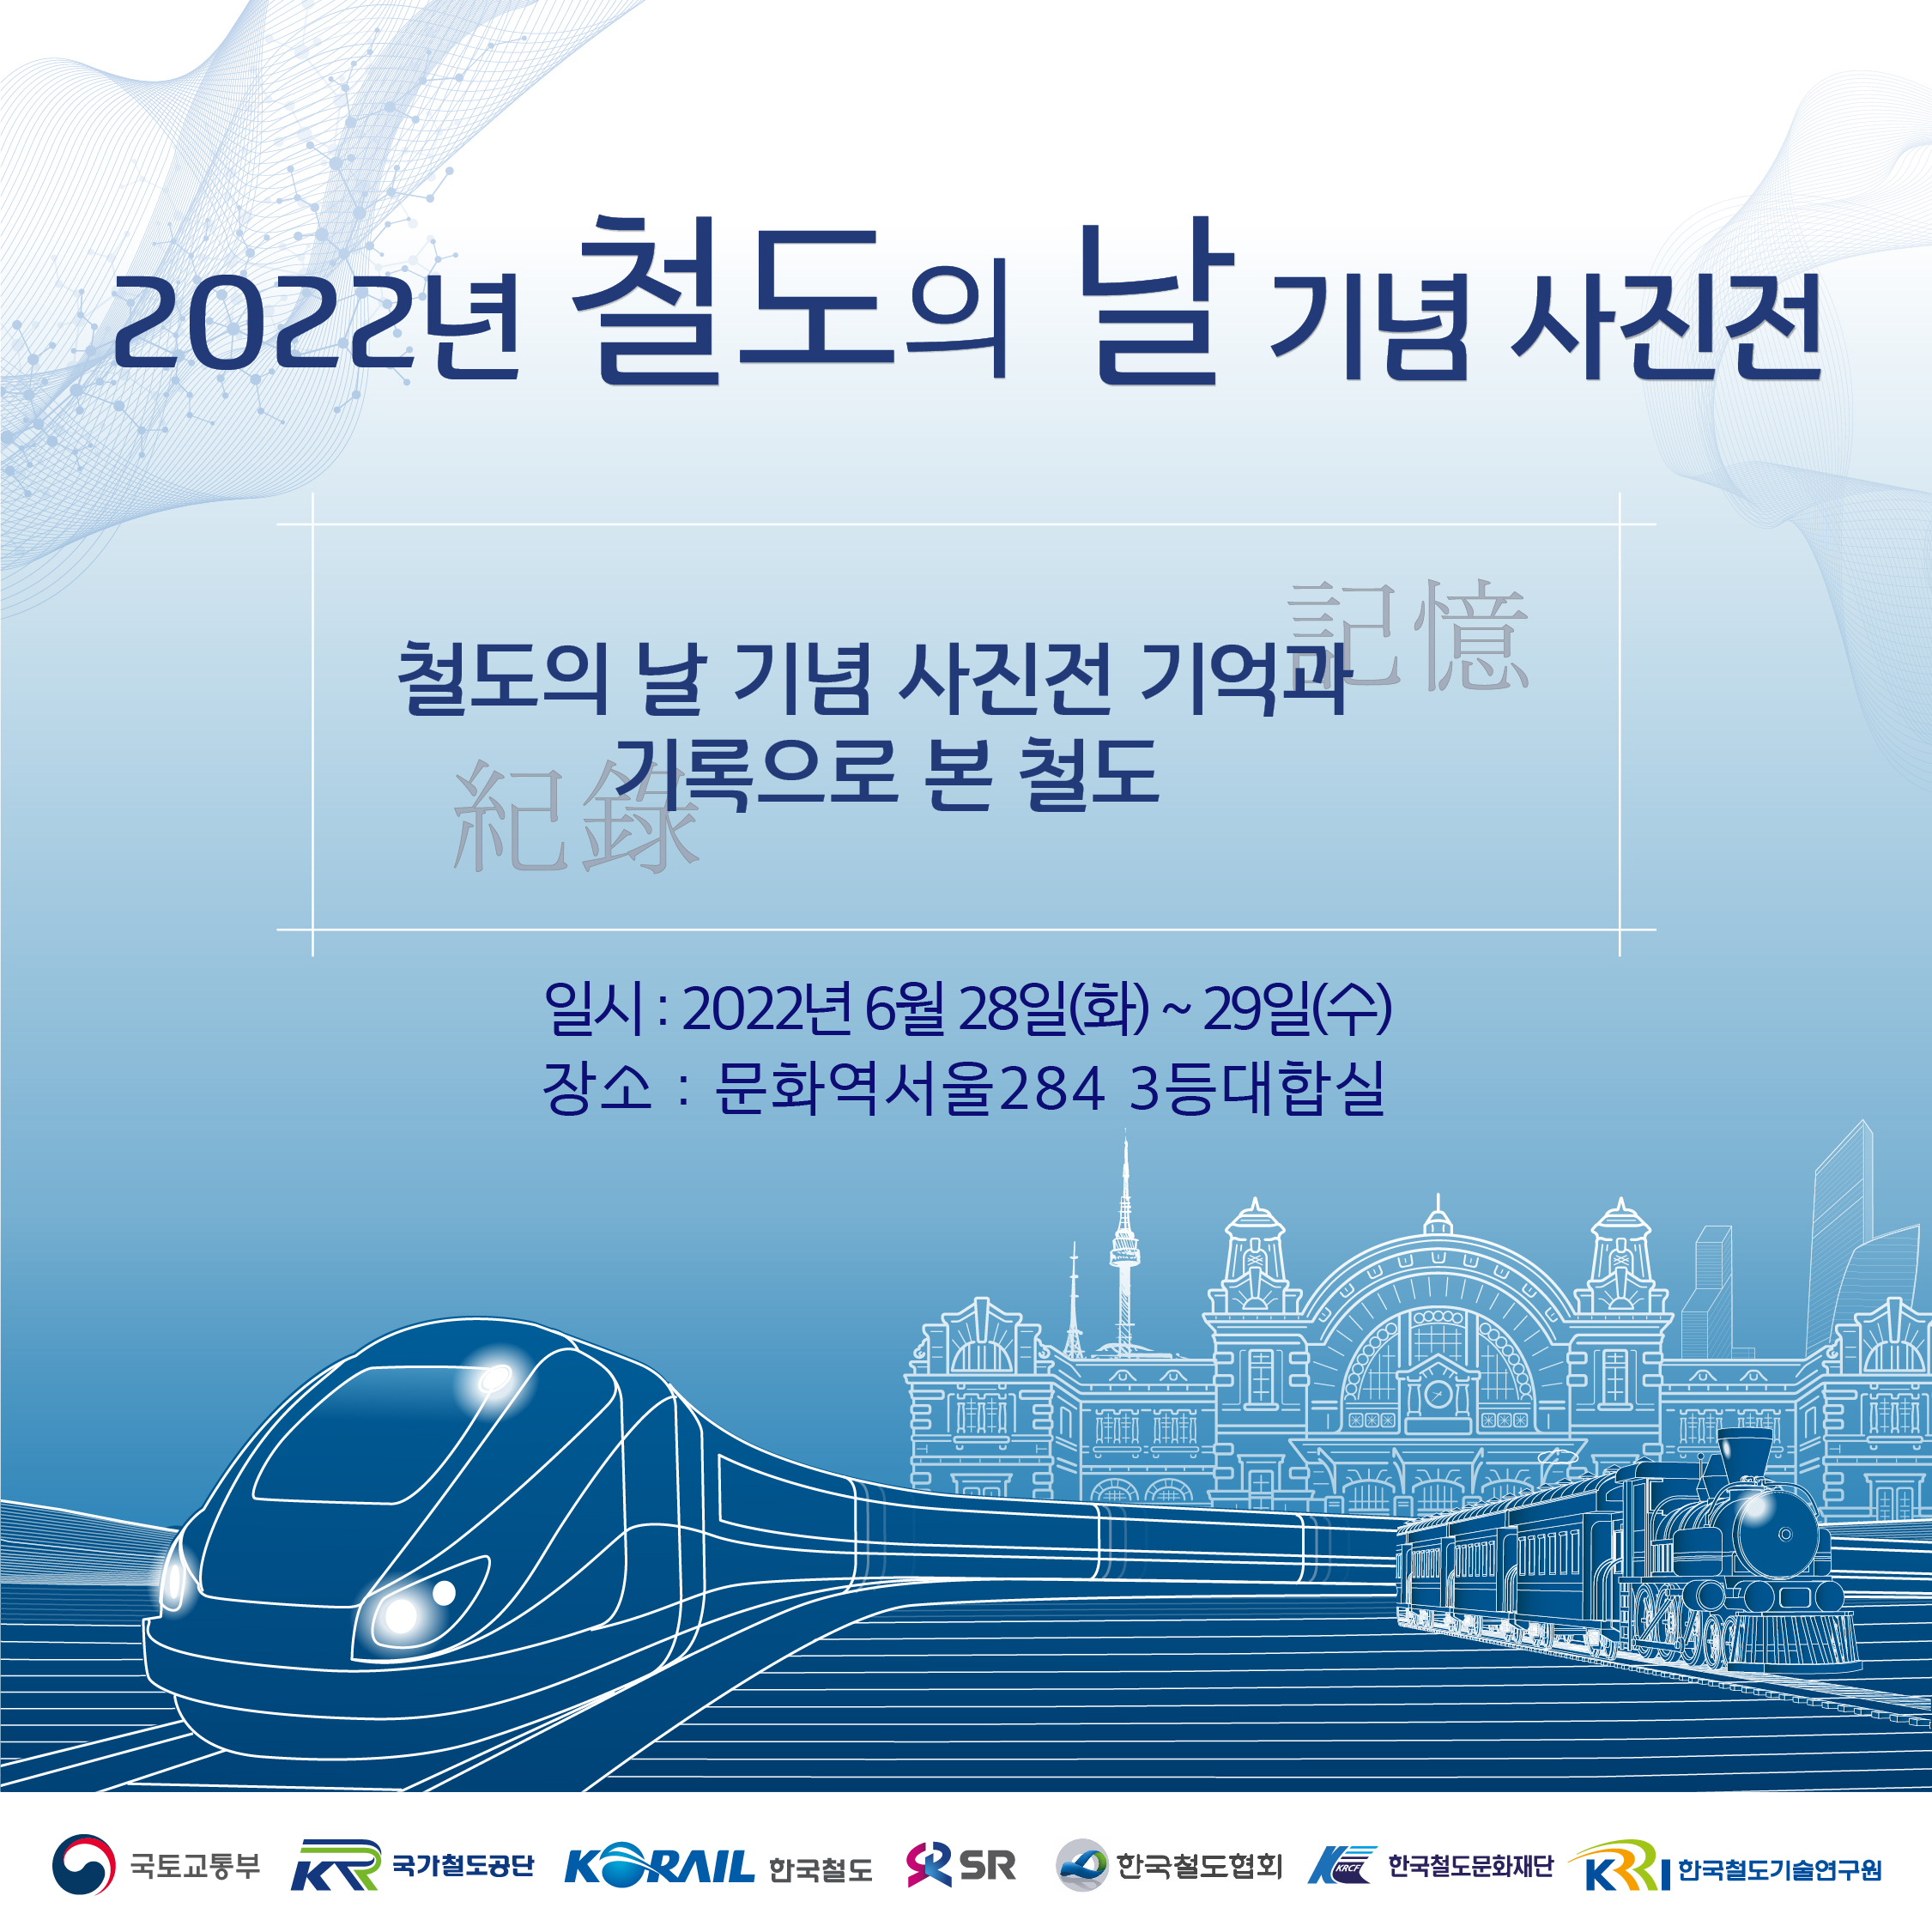 2022년 철도의 날 기념 사진전
記憶
철도의 날 기념 사진전 기억과
기록으로 본 철도
紀錄
일시 : 2022년 6월 28일(화) ~ 29일(수)
장소 : 문화역서울284 3등대합실
국토교통부
KR 국가철도공단
KORAIL 한국철도
SR
한국철도협회
KRCF 한국철도문화재단
KRRI 한국철도기술연구원